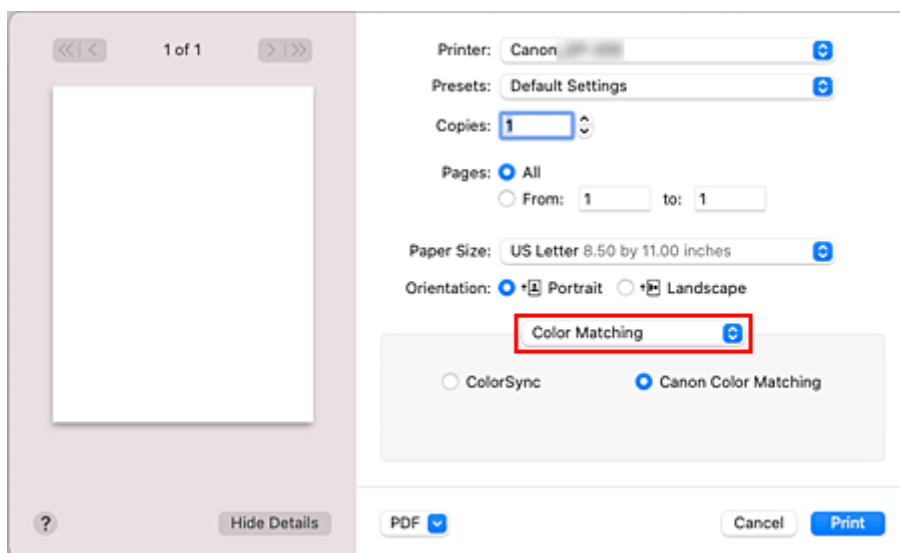 1 of 1
Printer: Canon
Presets: Default Settings
Copies: 1
Pages: All
From: 1 to: 1
Paper Size: US Letter 8.50 by 11.00 inches
Orientation: Portrait Landscape
Color Matching
ColorSync Canon Color Matching
? Hide Details PDF Cancel Print